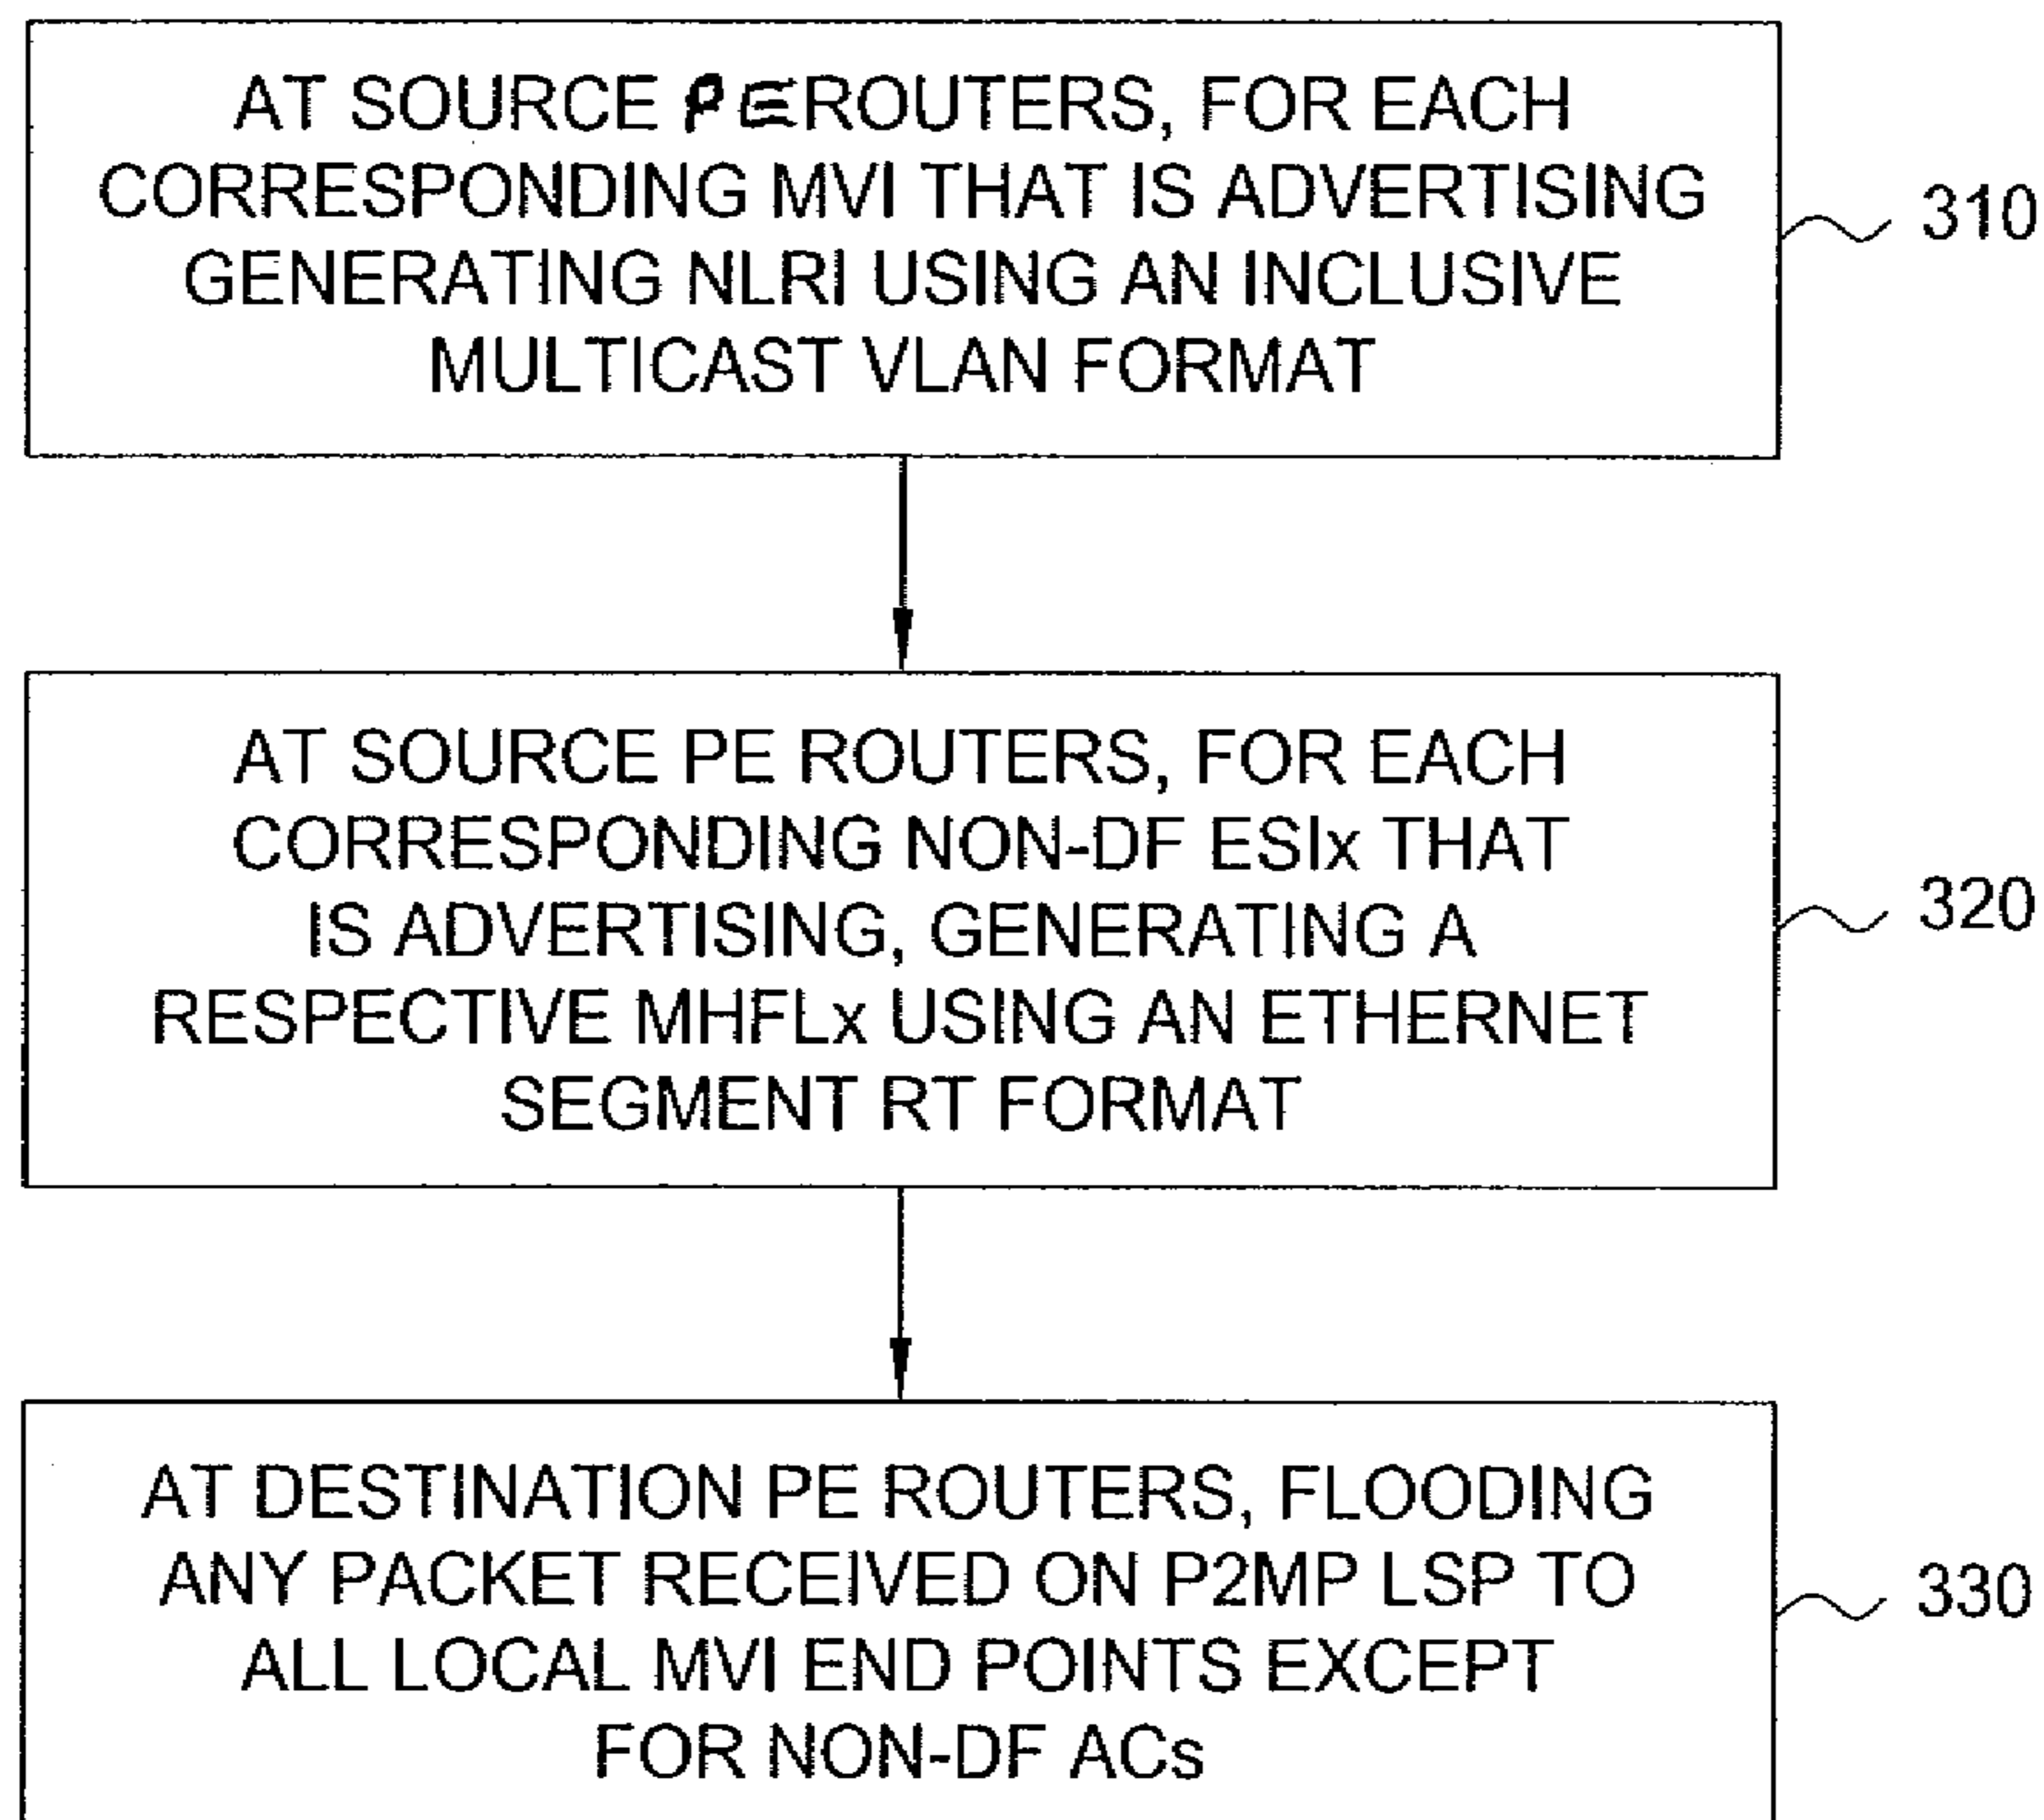 AT SOURCE PE ROUTERS, FOR EACH
CORRESPONDING MVI THAT IS ADVERTISING
GENERATING NLRI USING AN INCLUSIVE
MULTICAST VLAN FORMAT
310
AT SOURCE PE ROUTERS, FOR EACH
CORRESPONDING NON-DF ESIx THAT
IS ADVERTISING, GENERATING A
RESPECTIVE MHFLx USING AN ETHERNET
SEGMENT RT FORMAT
320
AT DESTINATION PE ROUTERS, FLOODING
ANY PACKET RECEIVED ON P2MP LSP TO
ALL LOCAL MVI END POINTS EXCEPT
FOR NON-DF ACs
330